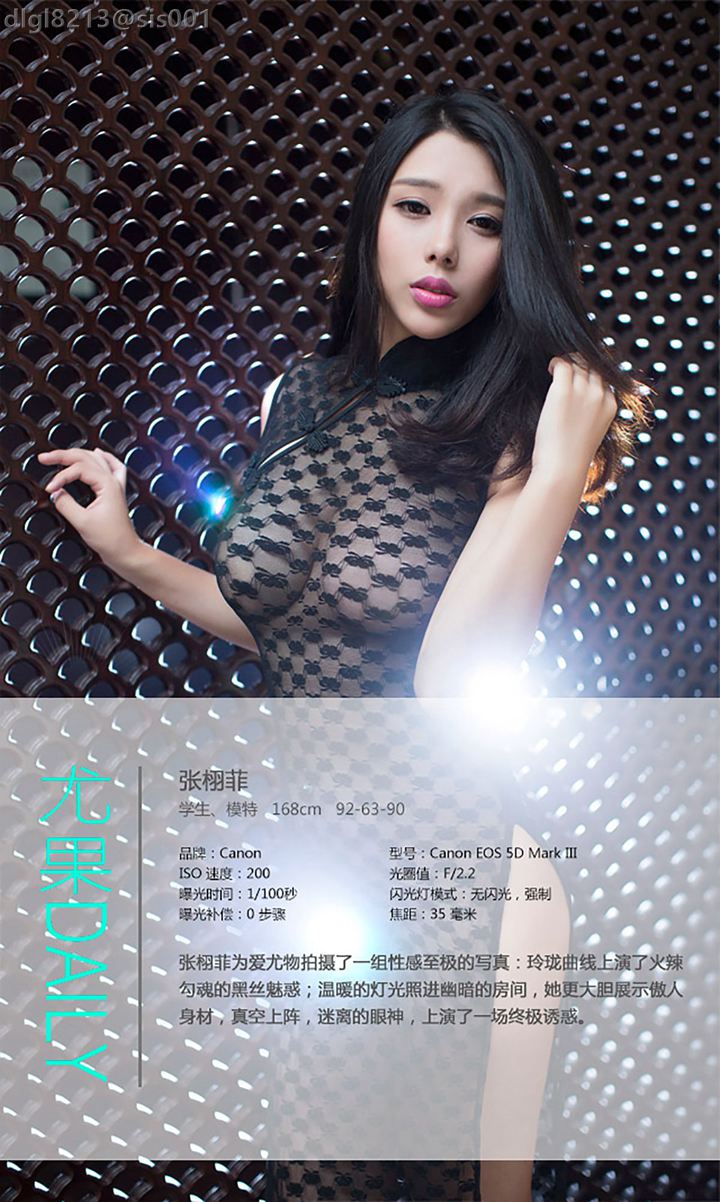 dlgl8213@sis001
尤果DAILY
张栩菲
学生、模特 168cm 92-63-90
品牌：Canon 型号：Canon EOS 5D Mark III
ISO 速度：200 光圈值：F/2.2
曝光时间：1/100秒 闪光灯模式：无闪光，强制
曝光补偿：0 步骤 焦距：35 毫米
张栩菲为爱尤物拍摄了一组性感至极的写真：玲珑曲线上演了火辣
勾魂的黑丝魅惑；温暖的灯光照进幽暗的房间，她更大胆展示傲人
身材，真空上阵，迷离的眼神，上演了一场终极诱惑。